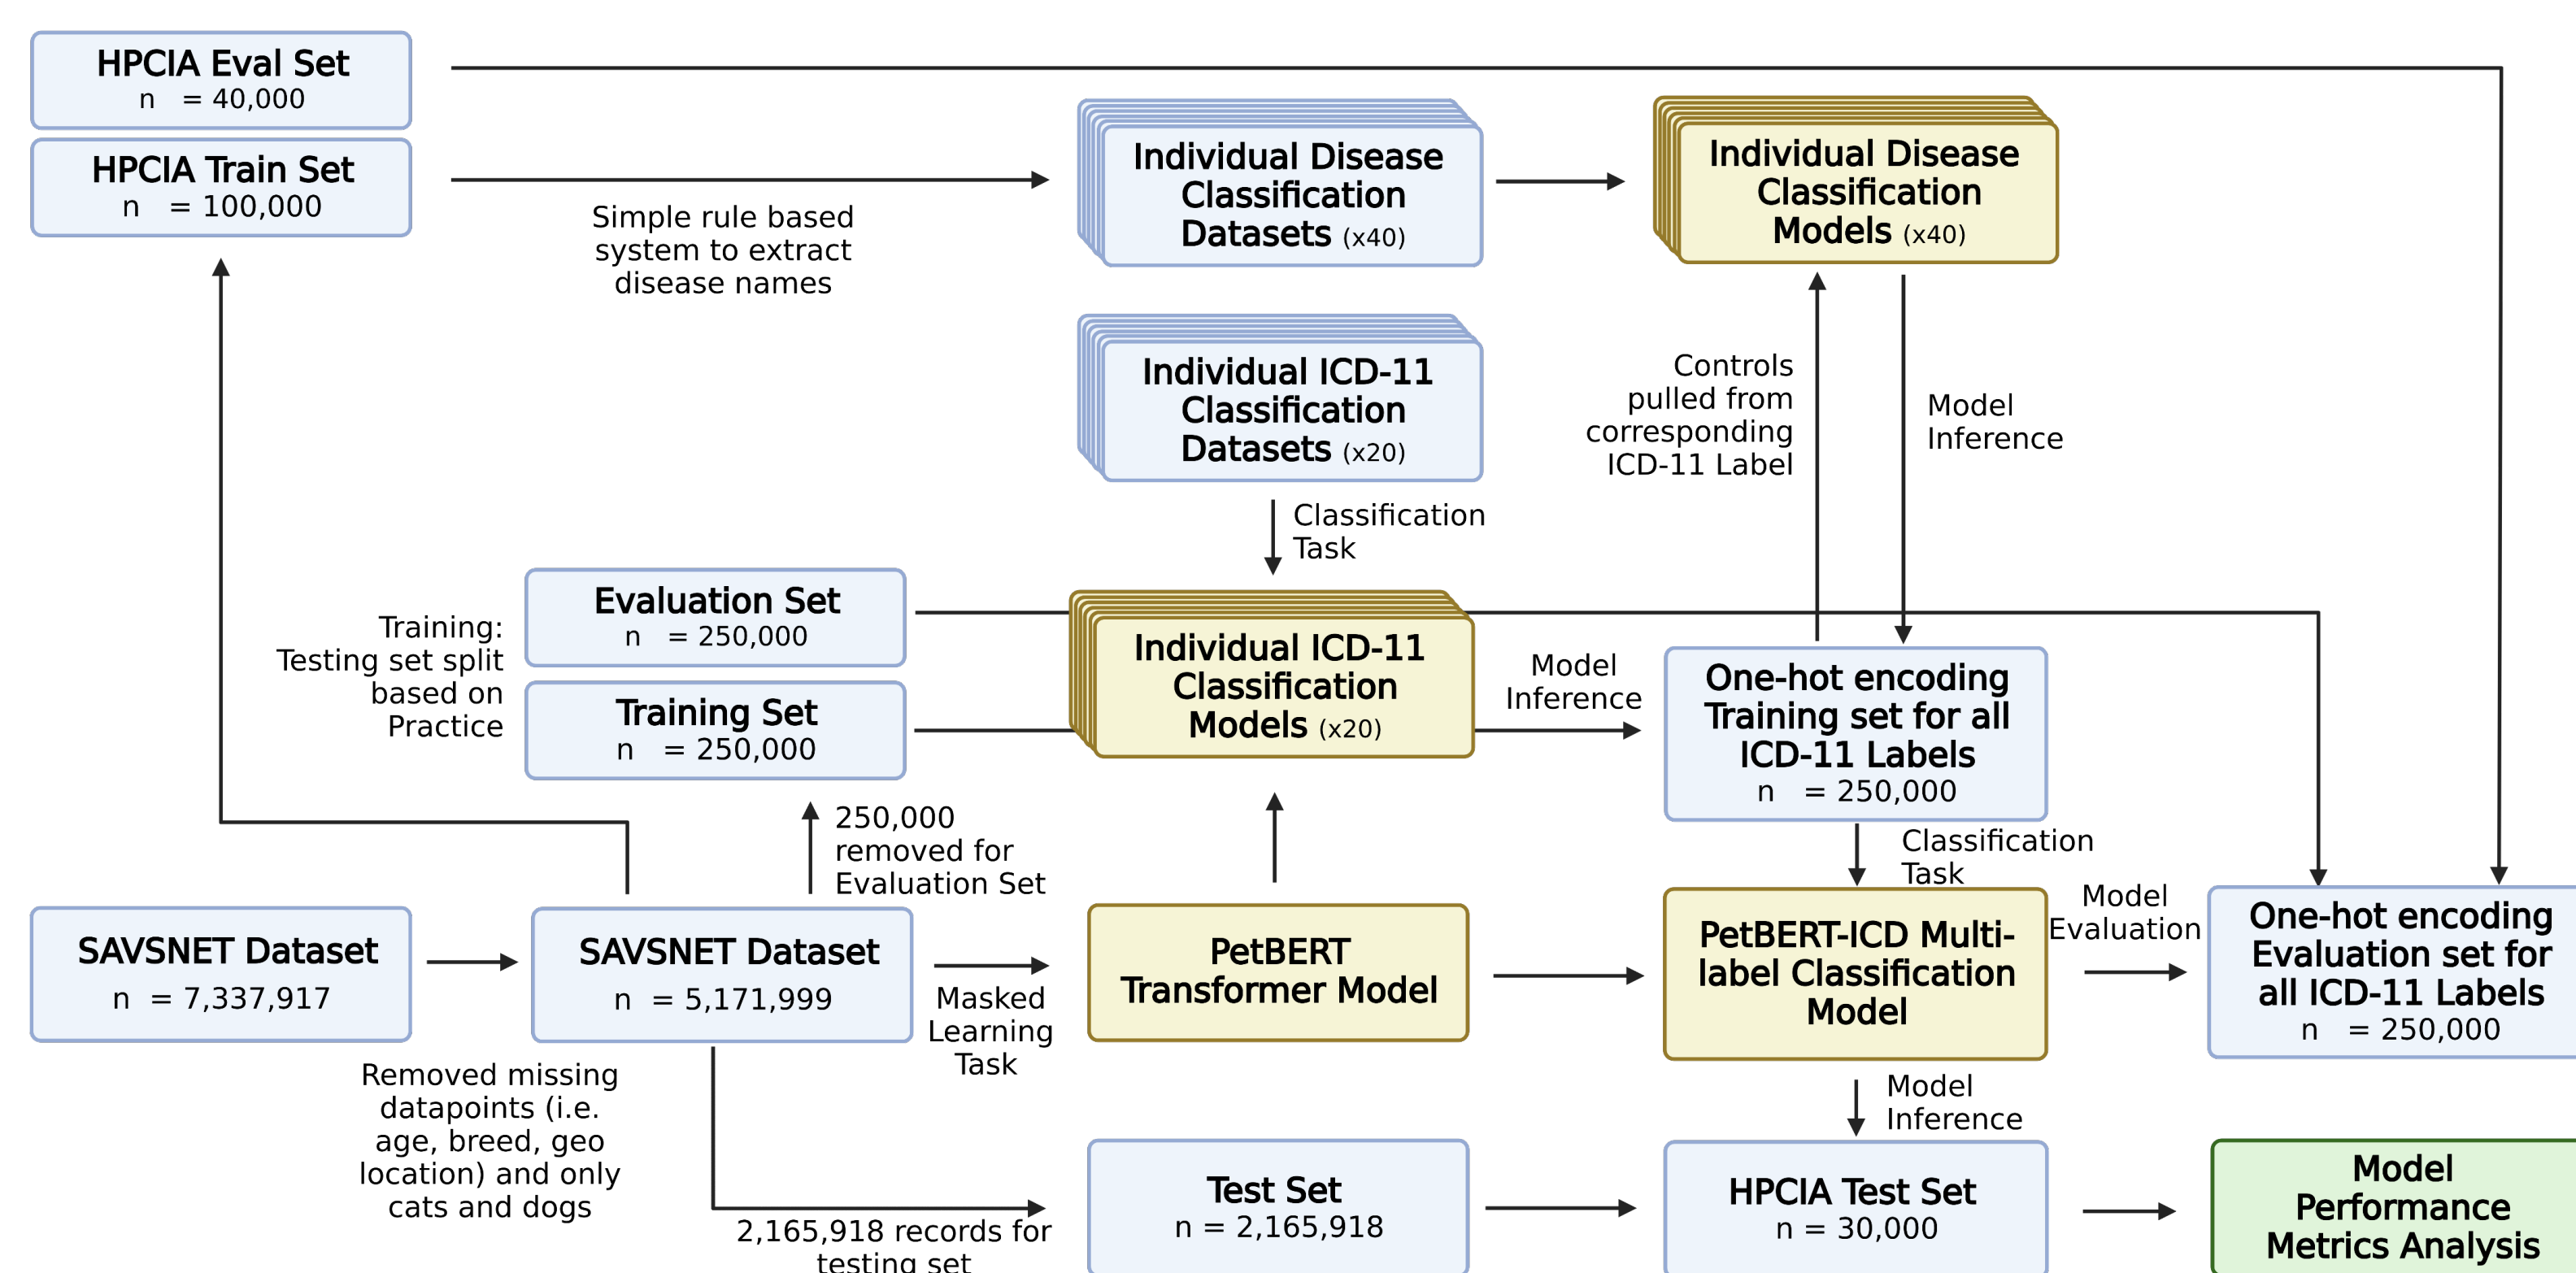 HPCIA Eval Set
n = 40,000
HPCIA Train Set
n = 100,000
Simple rule based
system to extract
disease names
Individual Disease
Classification
Datasets (x40)
Individual Disease
Classification
Models (x40)
Individual ICD-11
Classification
Datasets (x20)
Controls
pulled from
corresponding
ICD-11 Label
Model
Inference
Classification
Task
Training:
Testing set split
based on
Practice
Evaluation Set
n = 250,000
Training Set
n = 250,000
Individual ICD-11
Classification
Models (x20)
Model
Inference
One-hot encoding
Training set for all
ICD-11 Labels
n = 250,000
250,000
removed for
Evaluation Set
Classification
Task
SAVSNET Dataset
n = 7,337,917
SAVSNET Dataset
n = 5,171,999
Masked
Learning
Task
PetBERT
Transformer Model
PetBERT-ICD Multi-
label Classification
Model
Model
Evaluation
One-hot encoding
Evaluation set for
all ICD-11 Labels
n = 250,000
Removed missing
datapoints (i.e.
age, breed, geo
location) and only
cats and dogs
Model
Inference
2,165,918 records for
testing set
Test Set
n = 2,165,918
HPCIA Test Set
n = 30,000
Model
Performance
Metrics Analysis